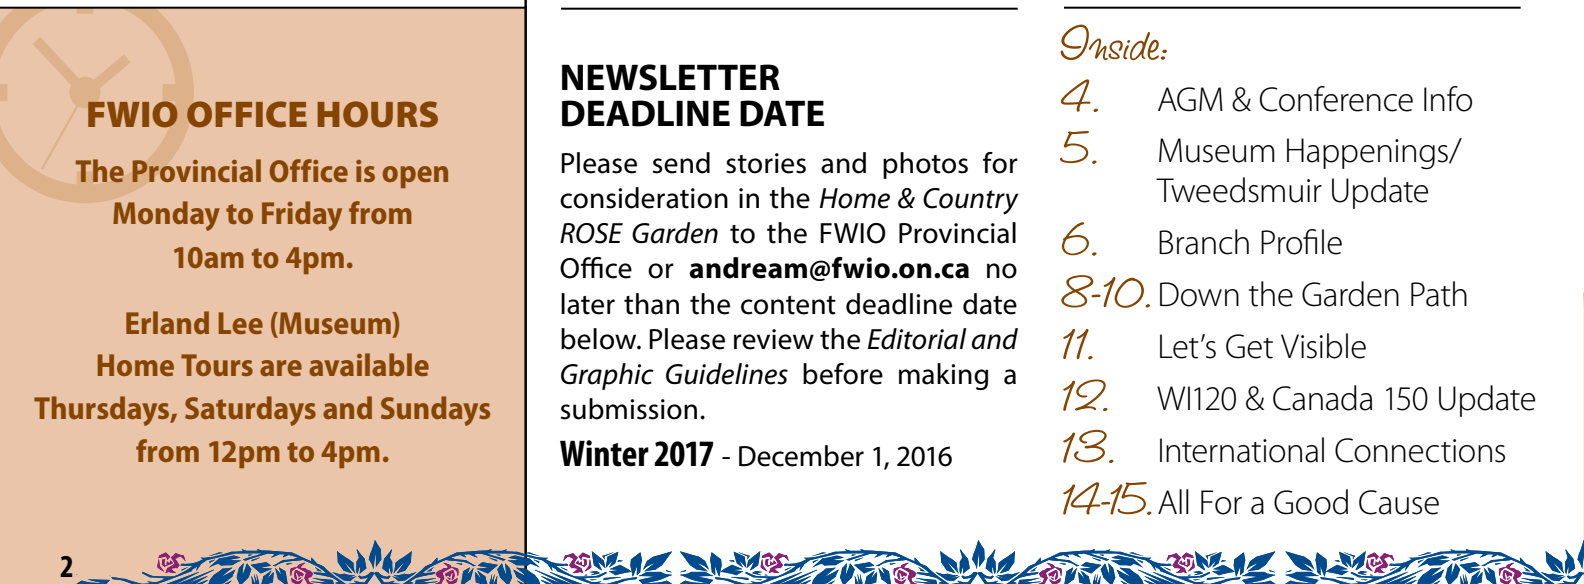 FWIO OFFICE HOURS
The Provincial Office is open
Monday to Friday from
10am to 4pm.
Erland Lee (Museum)
Home Tours are available
Thursdays, Saturdays and Sundays
from 12pm to 4pm.
2
NEWSLETTER
DEADLINE DATE
Please send stories and photos for
consideration in the Home & Country
ROSE Garden to the FWIO Provincial
Office or andream@fwio.on.ca no
later than the content deadline date
below. Please review the Editorial and
Graphic Guidelines before making a
submission.
Winter 2017 - December 1, 2016
Inside:
4. AGM & Conference Info
5. Museum Happenings/
Tweedsmuir Update
6. Branch Profile
8-10. Down the Garden Path
11. Let's Get Visible
12. WI120 & Canada 150 Update
13. International Connections
14-15. All For a Good Cause